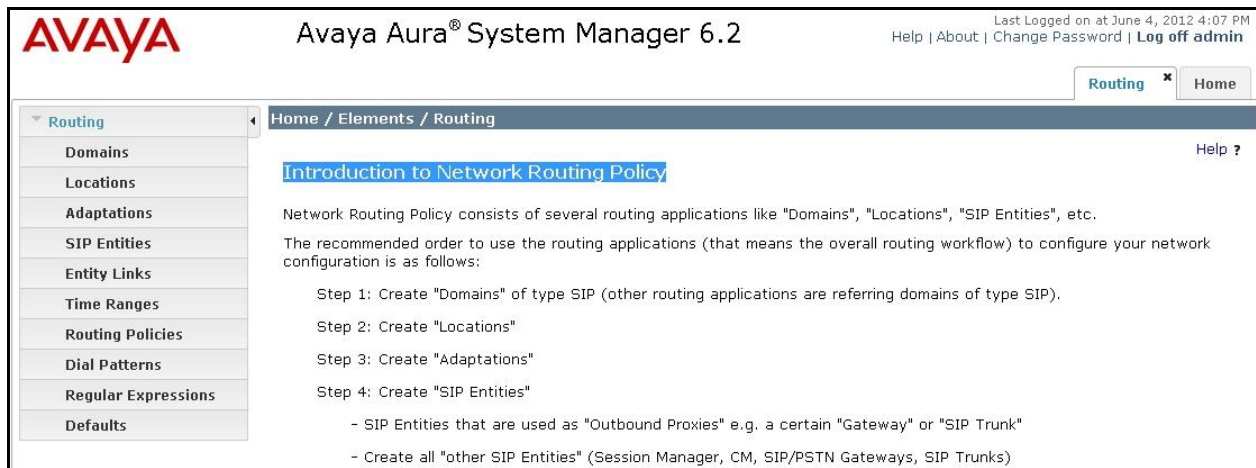 AVAYA
Avaya Aura® System Manager 6.2
Last Logged on at June 4, 2012 4:07 PM
Help | About | Change Password | Log off admin
Routing × Home
Routing
Domains
Locations
Adaptations
SIP Entities
Entity Links
Time Ranges
Routing Policies
Dial Patterns
Regular Expressions
Defaults
Home / Elements / Routing
Help ?
Introduction to Network Routing Policy
Network Routing Policy consists of several routing applications like "Domains", "Locations", "SIP Entities", etc.
The recommended order to use the routing applications (that means the overall routing workflow) to configure your network
configuration is as follows:
Step 1: Create "Domains" of type SIP (other routing applications are referring domains of type SIP).
Step 2: Create "Locations"
Step 3: Create "Adaptations"
Step 4: Create "SIP Entities"
- SIP Entities that are used as "Outbound Proxies" e.g. a certain "Gateway" or "SIP Trunk"
- Create all "other SIP Entities" (Session Manager, CM, SIP/PSTN Gateways, SIP Trunks)